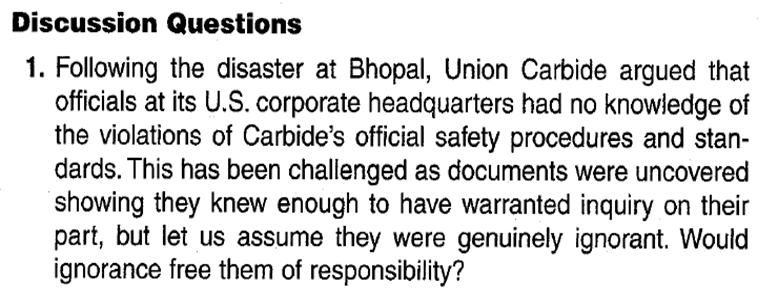 Discussion Questions
1. Following the disaster at Bhopal, Union Carbide argued that
officials at its U.S. corporate headquarters had no knowledge of
the violations of Carbide's official safety procedures and stan-
dards. This has been challenged as documents were uncovered
showing they knew enough to have warranted inquiry on their
part, but let us assume they were genuinely ignorant. Would
ignorance free them of responsibility?